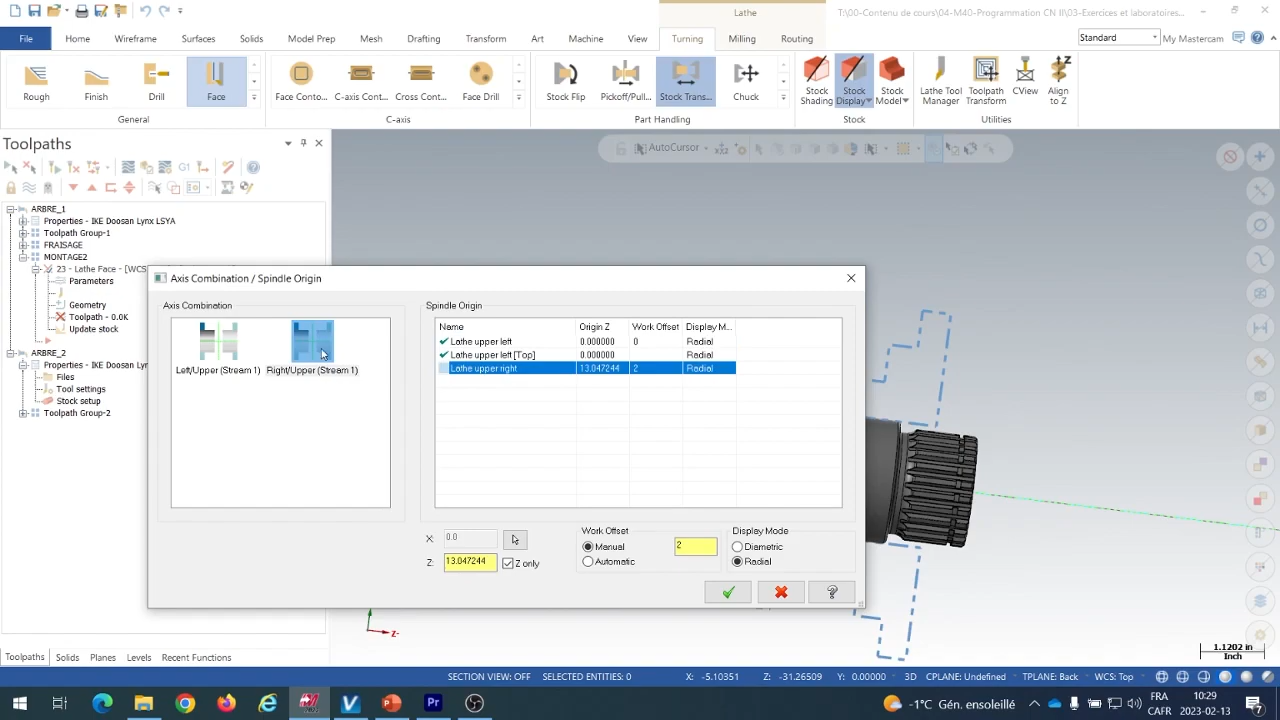 Lathe
T:\00-Contenu de cours\04-M40-Programmation CN II\03-Exercices et laboratoires...
File
Home
Wireframe
Surfaces
Solids
Model Prep
Mesh
Drafting
Transform
Art
Machine
View
Turning
Milling
Routing
Standard
My Mastercam
Rough
Finish
Drill
Face
Face Conto...
C-axis Cont...
Cross Cont...
Face Drill
Stock Flip
Pickoff/Pull...
Stock Trans...
Chuck
Stock Shading
Stock Display
Stock Model
Lathe Tool Manager
Toolpath Transform
CView
Align to Z
General
C-axis
Part Handling
Stock
Utilities
Toolpaths
AutoCursor
G1
ARBRE_1
Properties - IKE Doosan Lynx LSYA
Toolpath Group-1
FRAISAGE
MONTAGE2
Z3 - Lathe Face - [WCS
Parameters
Geometry
Toolpath - 0.0K
Update stock
ARBRE_2
Properties - IKE Doosan Lyn
Files
Tool settings
Stock setup
Toolpath Group-2
Axis Combination / Spindle Origin
Axis Combination
Left/Upper (Stream 1)
Right/Upper (Stream 1)
Spindle Origin
Name Origin Z Work Offset Display M...
Lathe upper left 0.000000 0 Radial
Lathe upper left [Top] 0.000000 Radial
Lathe upper right 13.047244 2 Radial
X: 0.0
Z: 13.047244
Z only
Work Offset
Manual
Automatic
2
Display Mode
Diametric
Radial
Z-
1.1202 in
Inch
Toolpaths
Solids
Planes
Levels
Recent Functions
SECTION VIEW: OFF
SELECTED ENTITIES: 0
X: -5.10351
Z: -31.26509
Y: 0.00000
3D
CPLANE: Undefined
TPLANE: Back
WCS: Top
-1°C Gén. ensoleillé
FRA
CAFR
10:29
2023-02-13